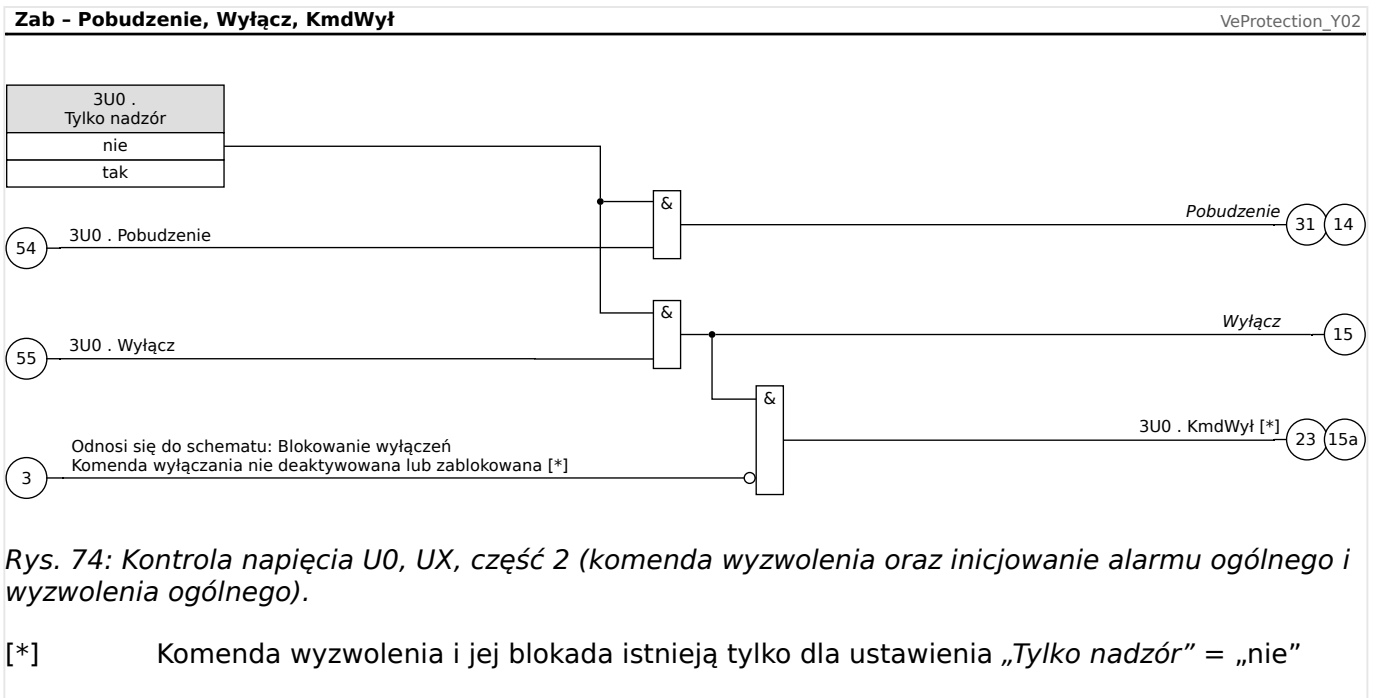 Zab – Pobudzenie, Wyłącz, KmdWył
VeProtection_Y02
3U0 .
Tylko nadzór
nie
tak
&
Pobudzenie
31
14
54
3U0 . Pobudzenie
&
Wyłącz
15
55
3U0 . Wyłącz
&
3U0 . KmdWył [*]
23
15a
Odnosi się do schematu: Blokowanie wyłączeń
Komenda wyłączania nie deaktywowana lub zablokowana [*]
3
Rys. 74: Kontrola napięcia U0, UX, część 2 (komenda wyzwolenia oraz inicjowanie alarmu ogólnego i
wyzwolenia ogólnego).
[*] Komenda wyzwolenia i jej blokada istnieją tylko dla ustawienia „Tylko nadzór” = „nie”